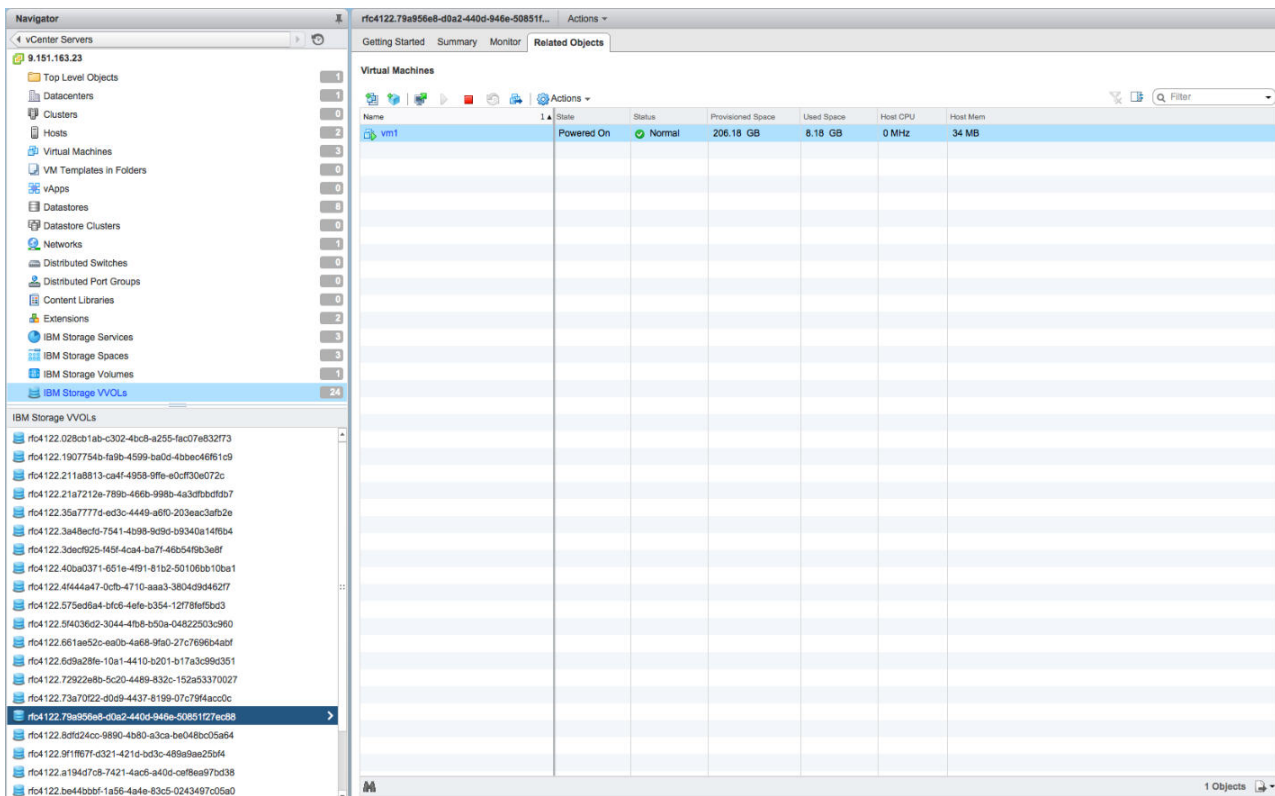 Navigator
vCenter Servers
9.151.163.23
Top Level Objects 1
Datacenters 1
Clusters 0
Hosts 2
Virtual Machines 3
VM Templates in Folders 0
vApps 0
Datastores 8
Datastore Clusters 0
Networks 1
Distributed Switches 0
Distributed Port Groups 0
Content Libraries 0
Extensions 2
IBM Storage Services 3
IBM Storage Spaces 3
IBM Storage Volumes 1
IBM Storage VVOLs 24
IBM Storage VVOLs
rfc4122.028cb1ab-c302-4bc8-a255-fac07e832f73
rfc4122.1907754b-fa9b-4599-ba0d-4bbec46f61c9
rfc4122.211a8813-ca4f-4958-9ffe-e0cff30e072c
rfc4122.21a7212e-789b-466b-998b-4a3dfbbdfdb7
rfc4122.35a7777d-ed3c-4449-a6f0-203eac3afb2e
rfc4122.3a48ecfd-7541-4b98-9d9d-b9340a14f6b4
rfc4122.3decf925-f45f-4ca4-ba7f-46b54f9b3e8f
rfc4122.40ba0371-651e-4f91-81b2-50106bb10ba1
rfc4122.4f444a47-0cfb-4710-aaa3-3804d9d462f7
rfc4122.575ed6a4-bfc6-4efe-b354-12f78fef5bd3
rfc4122.5f4036d2-3044-4fb8-b50a-04822503c960
rfc4122.661ae52c-ea0b-4a68-9fa0-27c7696b4abf
rfc4122.6d9a28fe-10a1-4410-b201-b17a3c99d351
rfc4122.72922e8b-5c20-4489-832c-152a53370027
rfc4122.73a70f22-d0d9-4437-8199-07c79f4acc0c
rfc4122.79a956e8-d0a2-440d-946e-50851f27ec88
rfc4122.8dfd24cc-9890-4b80-a3ca-be048bc05a64
rfc4122.9f1ff67f-d321-421d-bd3c-489a9ae25bf4
rfc4122.a194d7c8-7421-4ac6-a40d-cef8ea97bd38
rfc4122.be44bbbf-1a56-4a4e-83c5-0243497c05a0
rfc4122.79a956e8-d0a2-440d-946e-50851f... Actions
Getting Started Summary Monitor Related Objects
Virtual Machines
Actions Filter
Name 1 State Status Provisioned Space Used Space Host CPU Host Mem
vm1 Powered On Normal 206.18 GB 8.18 GB 0 MHz 34 MB
1 Objects